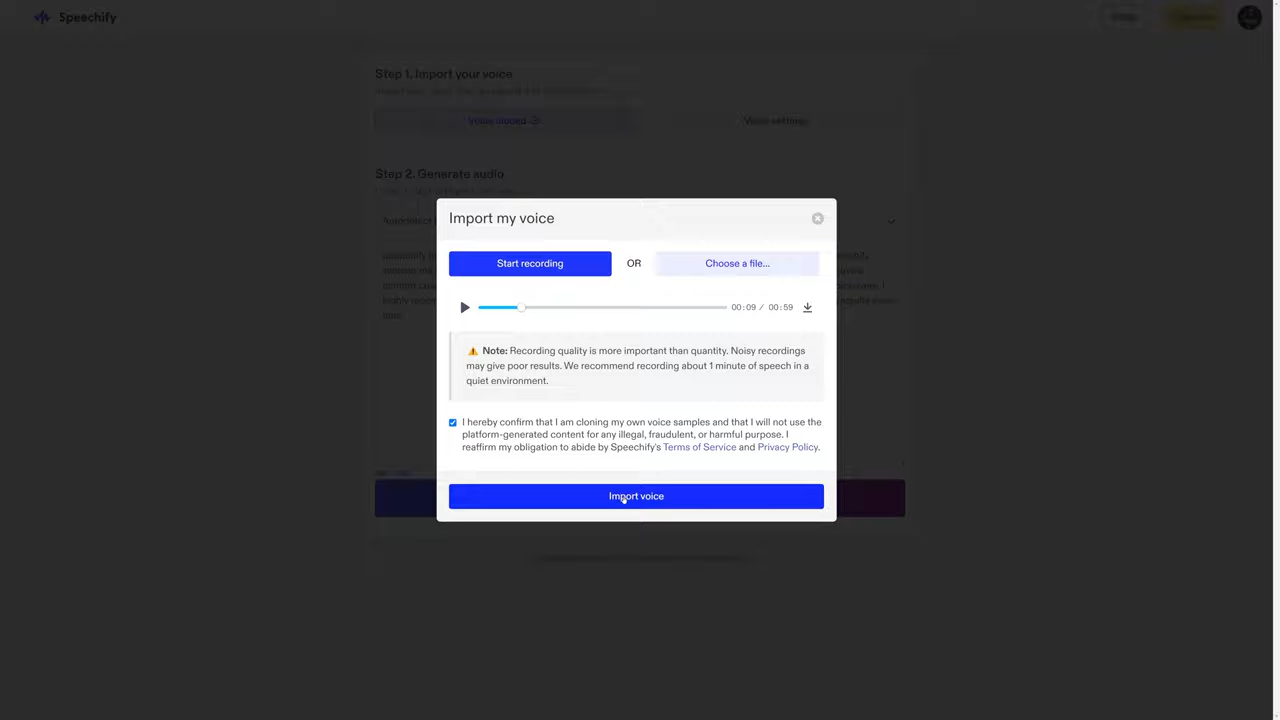 Speechify
Step 1. Import your voice
Voice settings
Step 2. Generate audio
Autodetect
Import my voice
Start recording
OR
Choose a file...
00:09 / 00:59
Note: Recording quality is more important than quantity. Noisy recordings
may give poor results. We recommend recording about 1 minute of speech in a
quiet environment.
I hereby confirm that I am cloning my own voice samples and that I will not use the
platform-generated content for any illegal, fraudulent, or harmful purpose. I
reaffirm my obligation to abide by Speechify's Terms of Service and Privacy Policy.
Import voice